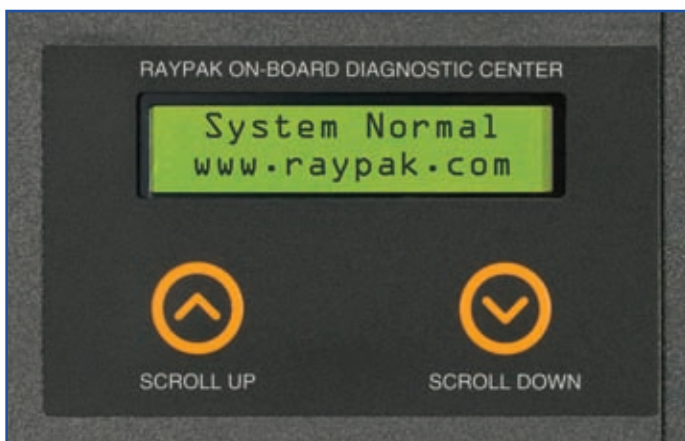 RAYPAK ON-BOARD DIAGNOSTIC CENTER
System Normal
www.raypak.com
SCROLL UP
SCROLL DOWN